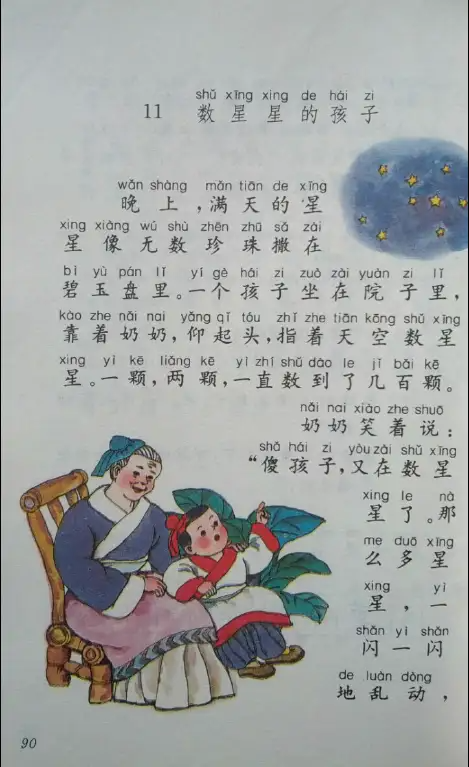 shǔ xīng xing de hái zi
11 数星星的孩子
wǎn shàng mǎn tiān de xīng
晚上,满天的星
xing xiàng wú shù zhēn zhū sǎ zài
星像无数珍珠撒在
bì yù pán lǐ yí gè hái zi zuò zài yuàn zi lǐ
碧玉盘里。一个孩子坐在院子里,
kào zhe nǎi nai yǎng qǐ tóu zhǐ zhe tiān kōng shǔ xīng
靠着奶奶,仰起头,指着天空数星
xing yì kē liǎng kē yì zhí shǔ dào le jǐ bǎi kē
星。一颗,两颗,一直数到了几百颗。
nǎi nai xiào zhe shuō
奶奶笑着说:
shǎ hái zi yòu zài shǔ xīng
“傻孩子,又在数星
xing le nà
星了。那
me duō xīng
么多星
xing yì
星,一
shǎn yì shǎn
闪一闪
de luàn dòng
地乱动,
90